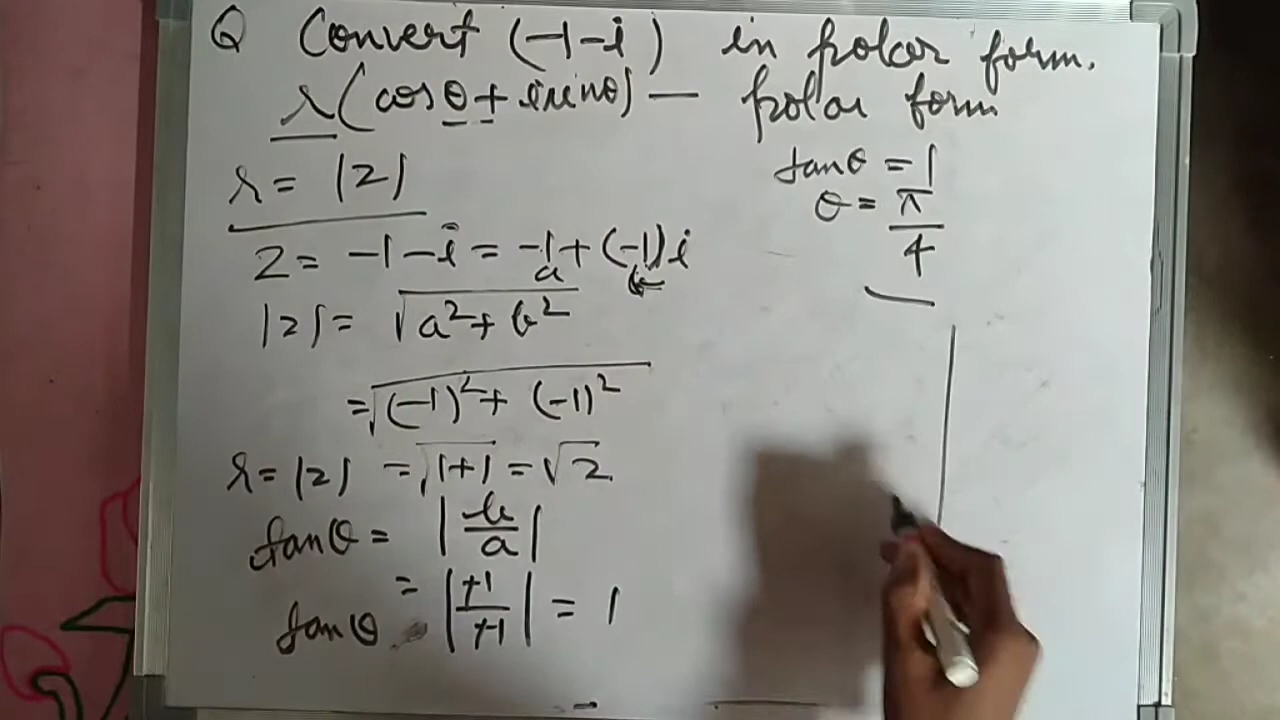 Q Convert (-1-i) in polar form.
r(cosθ+isinθ) — polar form
r = |z|
z = -1-i = -1+(-1)i
a b
|z| = √a²+b²
= √(-1)²+(-1)²
r = |z| = √1+1 = √2
tanθ = |b/a|
tanθ = |+1/+1| = 1
tanθ = 1
θ = π/4